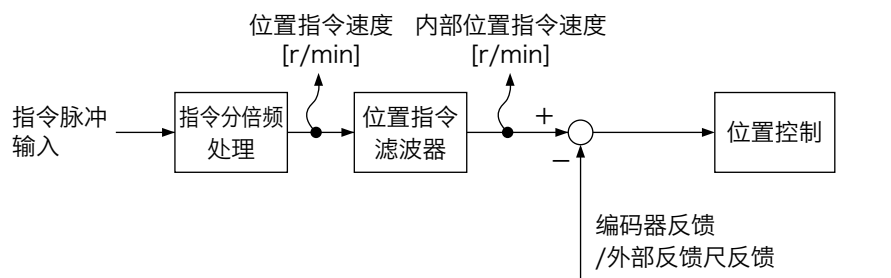 位置指令速度
[r/min]
内部位置指令速度
[r/min]
指令脉冲
输入
指令分倍频
处理
位置指令
滤波器
+
−
位置控制
编码器反馈
/外部反馈尺反馈